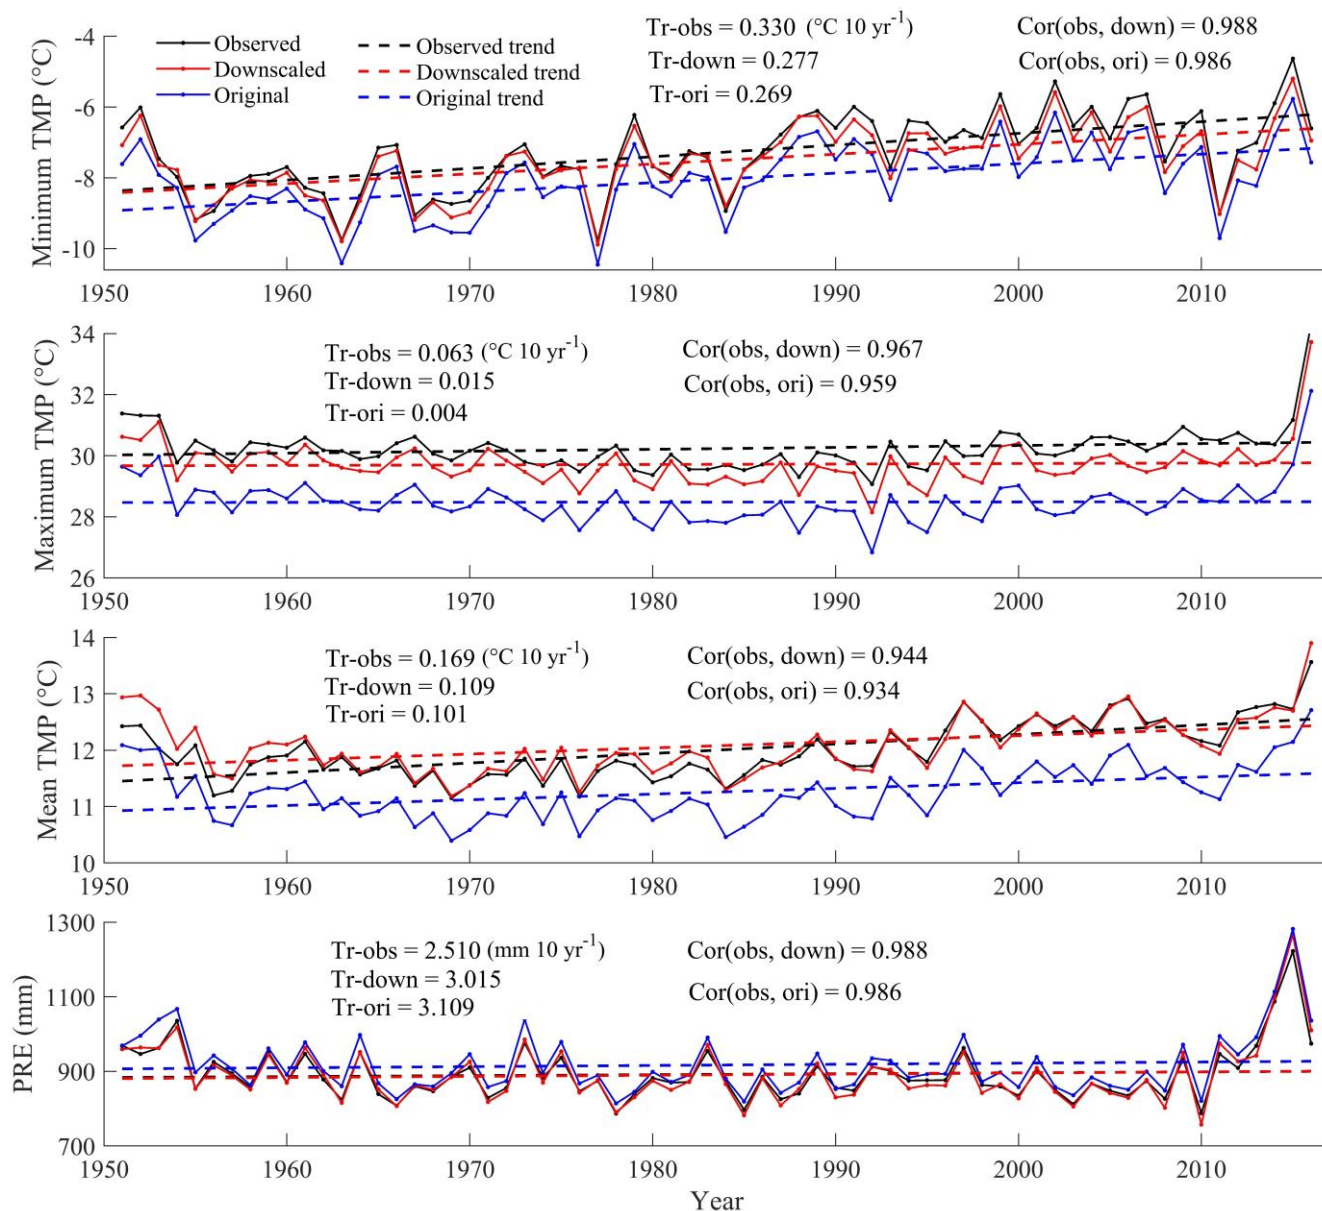 Minimum TMP (°C)
-4
-6
-8
-10
Observed
Downscaled
Original
Observed trend
Downscaled trend
Original trend
Tr-obs = 0.330 (°C 10 yr⁻¹)
Tr-down = 0.277
Tr-ori = 0.269
Cor(obs, down) = 0.988
Cor(obs, ori) = 0.986
1950 1960 1970 1980 1990 2000 2010
Maximum TMP (°C)
34
32
30
28
26
Tr-obs = 0.063 (°C 10 yr⁻¹)
Tr-down = 0.015
Tr-ori = 0.004
Cor(obs, down) = 0.967
Cor(obs, ori) = 0.959
1950 1960 1970 1980 1990 2000 2010
Mean TMP (°C)
14
13
12
11
10
Tr-obs = 0.169 (°C 10 yr⁻¹)
Tr-down = 0.109
Tr-ori = 0.101
Cor(obs, down) = 0.944
Cor(obs, ori) = 0.934
1950 1960 1970 1980 1990 2000 2010
PRE (mm)
1300
1100
900
700
Tr-obs = 2.510 (mm 10 yr⁻¹)
Tr-down = 3.015
Tr-ori = 3.109
Cor(obs, down) = 0.988
Cor(obs, ori) = 0.986
1950 1960 1970 1980 1990 2000 2010
Year